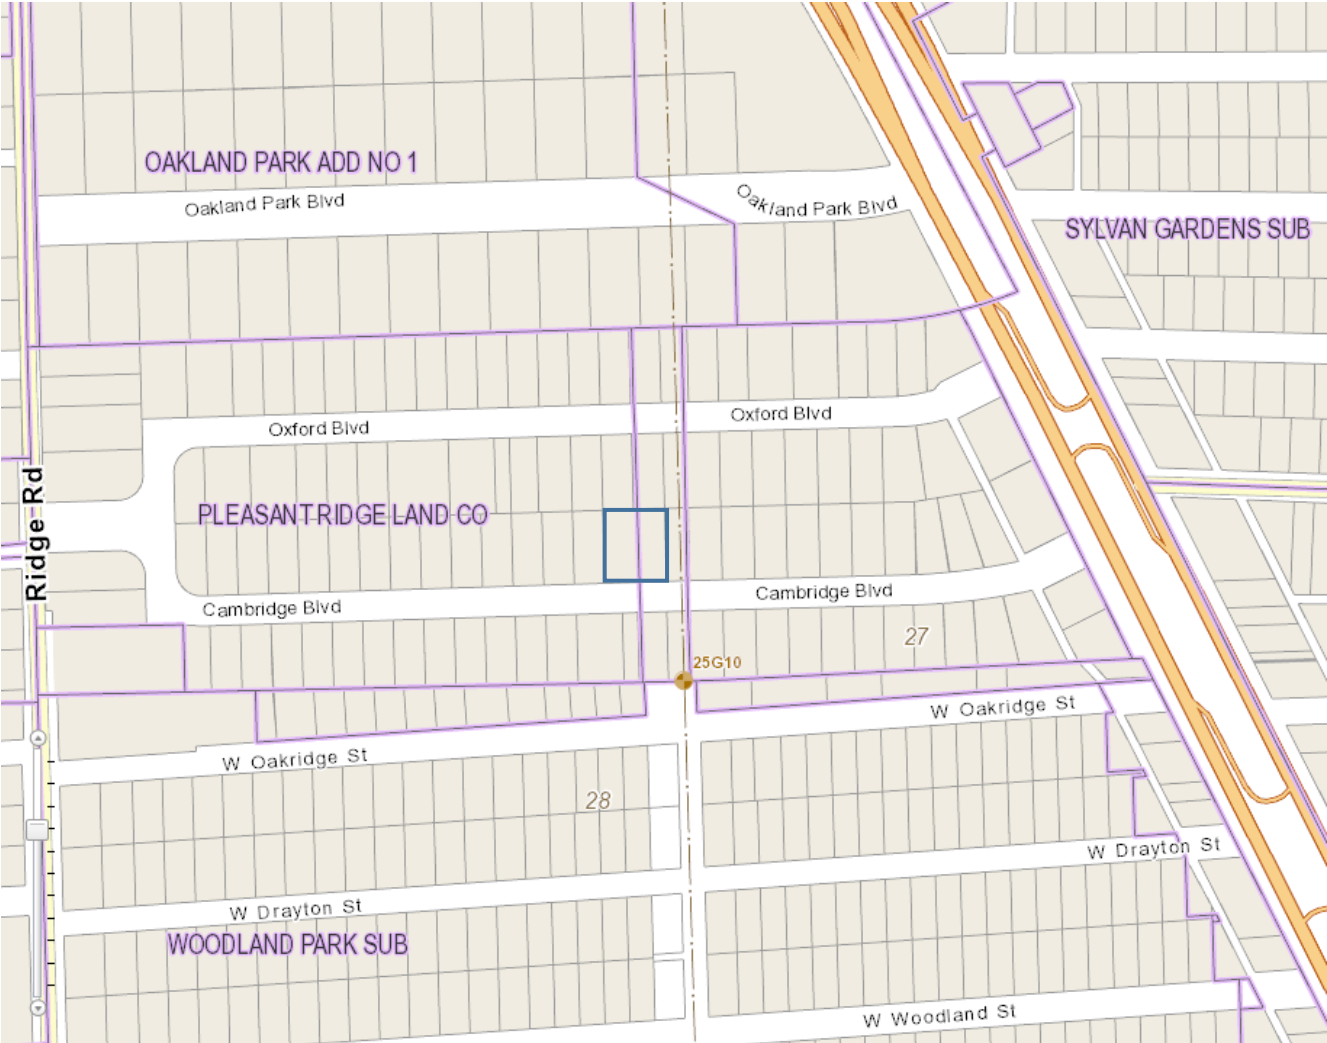 OAKLAND PARK ADD NO 1
Oakland Park Blvd
Oakland Park Blvd
SYLVAN GARDENS SUB
Oxford Blvd
Oxford Blvd
Ridge Rd
PLEASANT RIDGE LAND CO
Cambridge Blvd
Cambridge Blvd
27
25G10
W Oakridge St
W Oakridge St
28
W Drayton St
W Drayton St
WOODLAND PARK SUB
W Woodland St